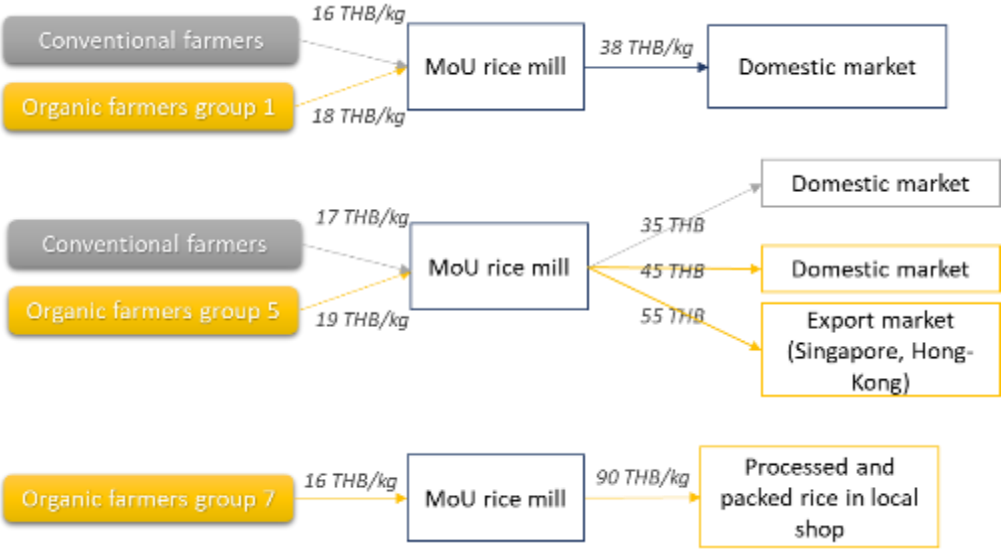 16 THB/kg
Conventional farmers
MoU rice mill
38 THB/kg
Domestic market
Organic farmers group 1
18 THB/kg
Domestic market
17 THB/kg
35 THB
Conventional farmers
MoU rice mill
45 THB
Domestic market
Organic farmers group 5
19 THB/kg
55 THB
Export market
(Singapore, Hong-
Kong)
Organic farmers group 7
16 THB/kg
MoU rice mill
90 THB/kg
Processed and
packed rice in local
shop